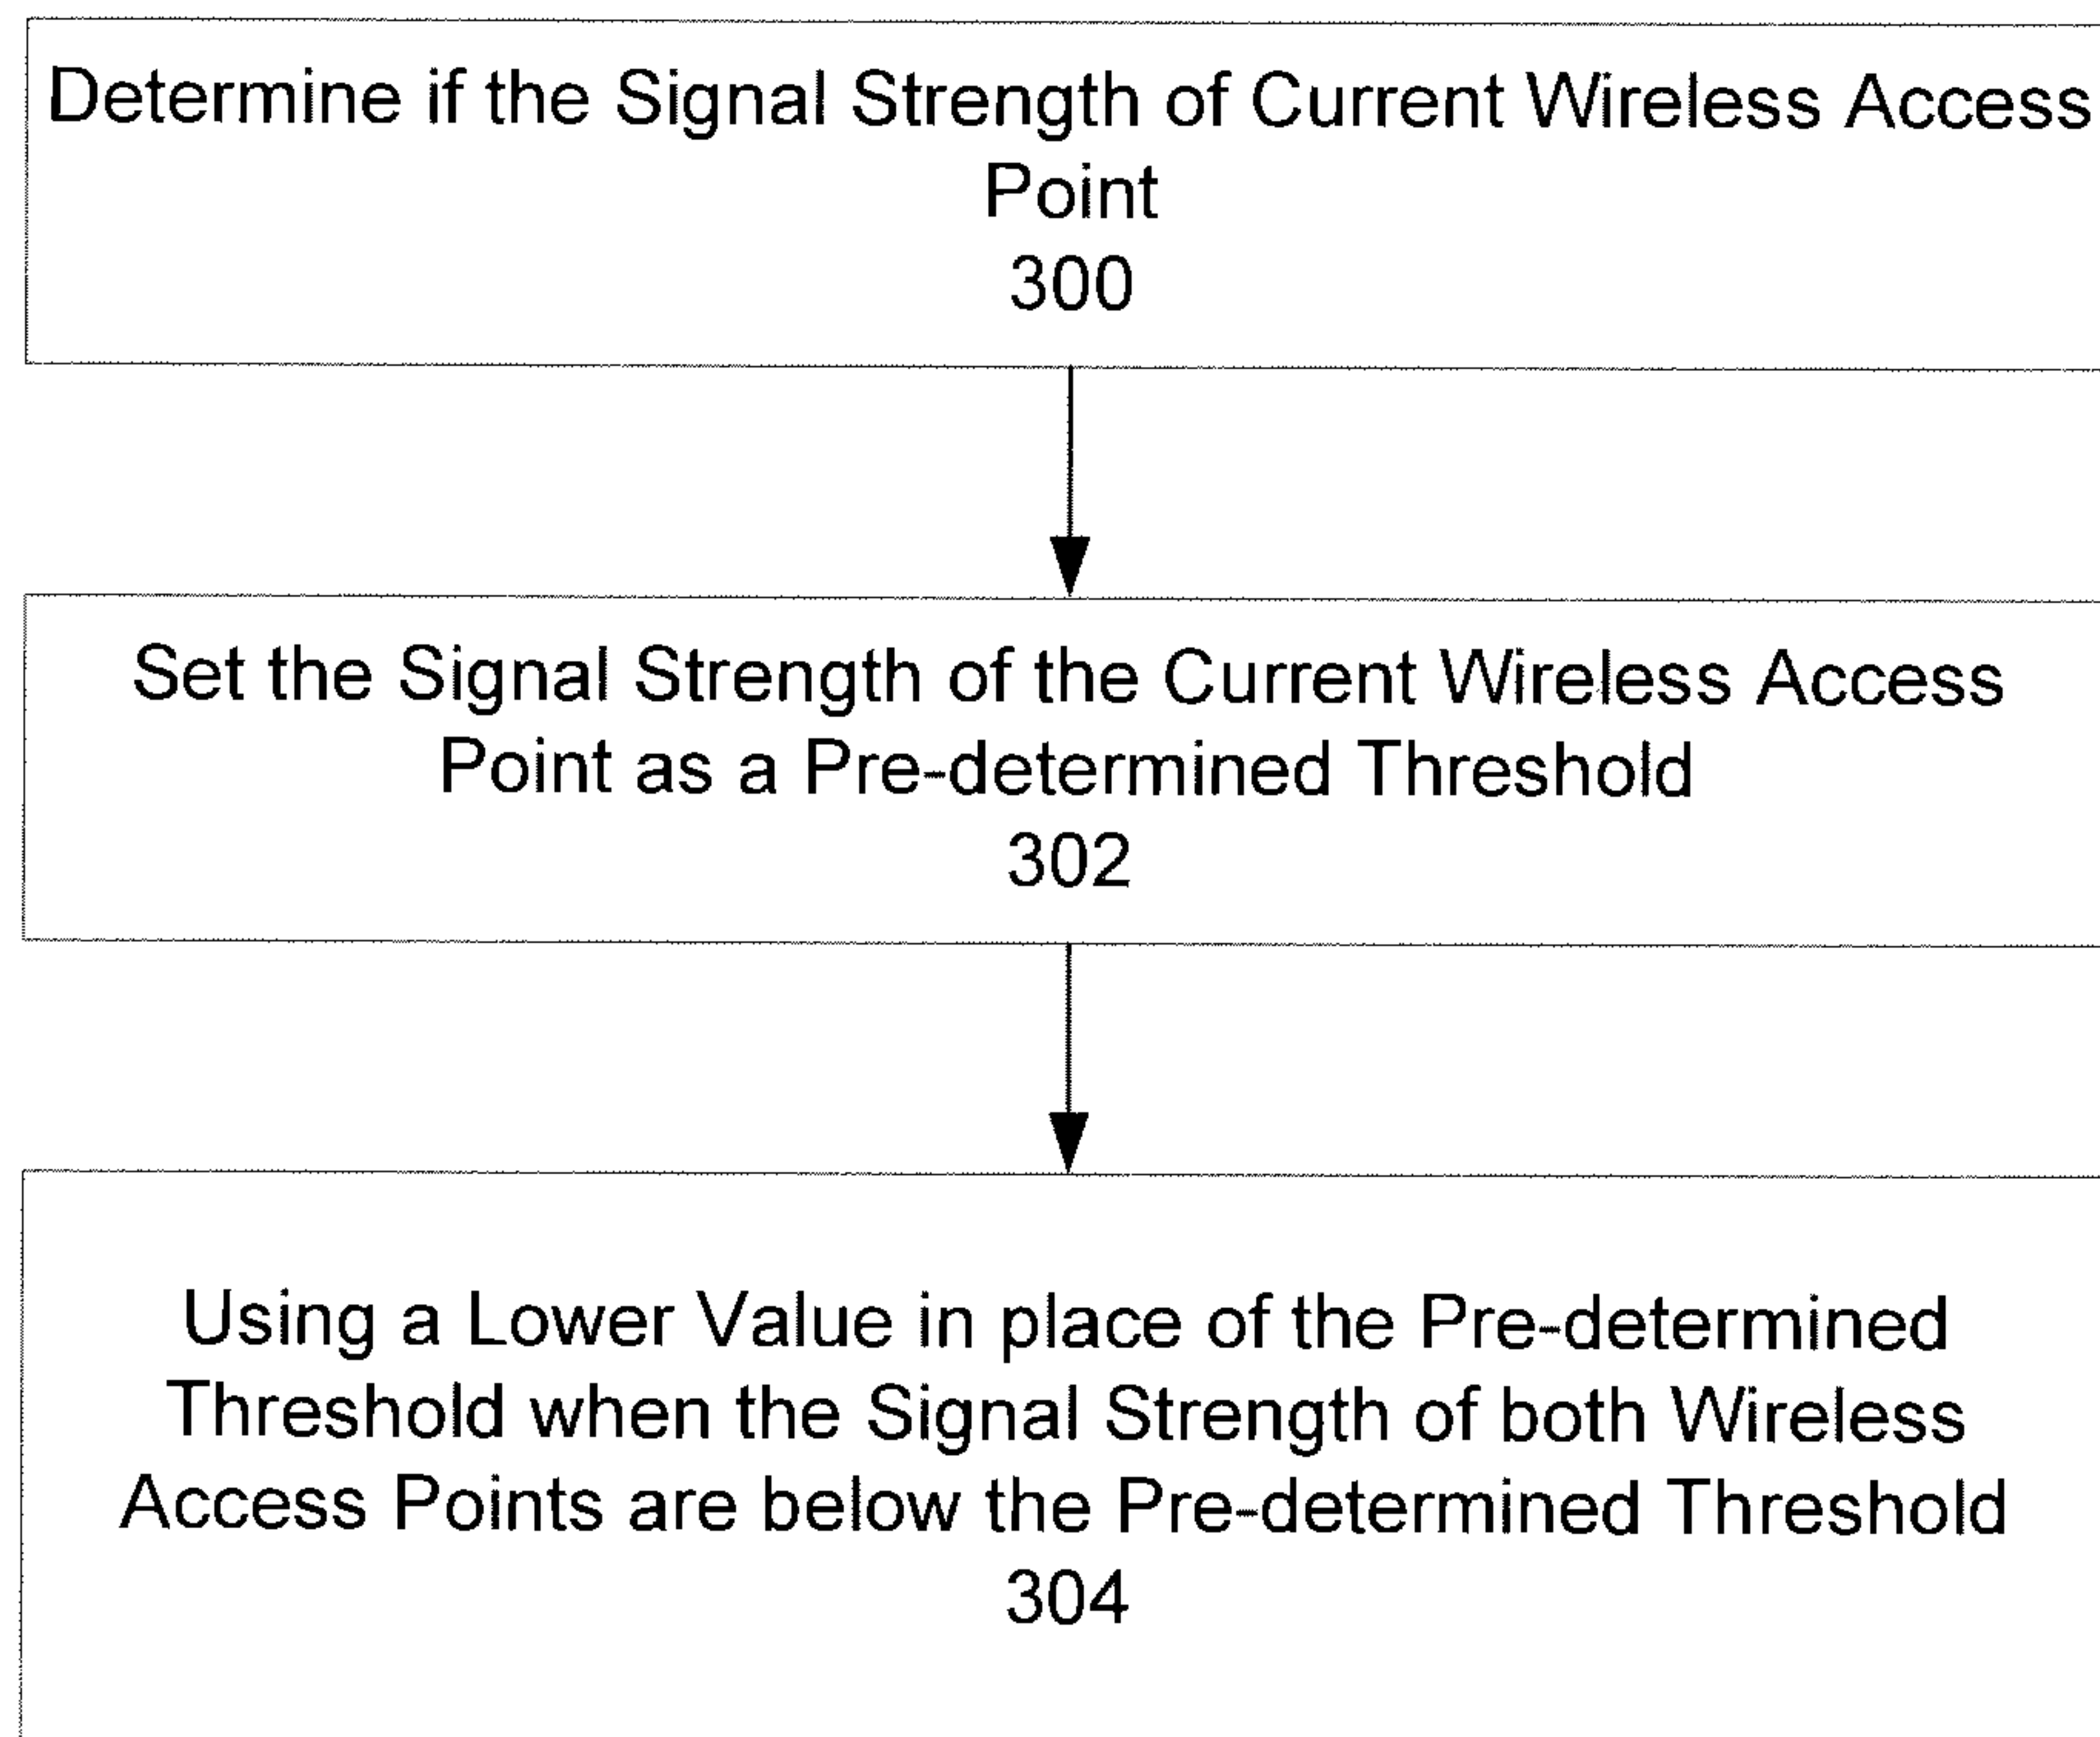 Determine if the Signal Strength of Current Wireless Access
Point
300
Set the Signal Strength of the Current Wireless Access
Point as a Pre-determined Threshold
302
Using a Lower Value in place of the Pre-determined
Threshold when the Signal Strength of both Wireless
Access Points are below the Pre-determined Threshold
304